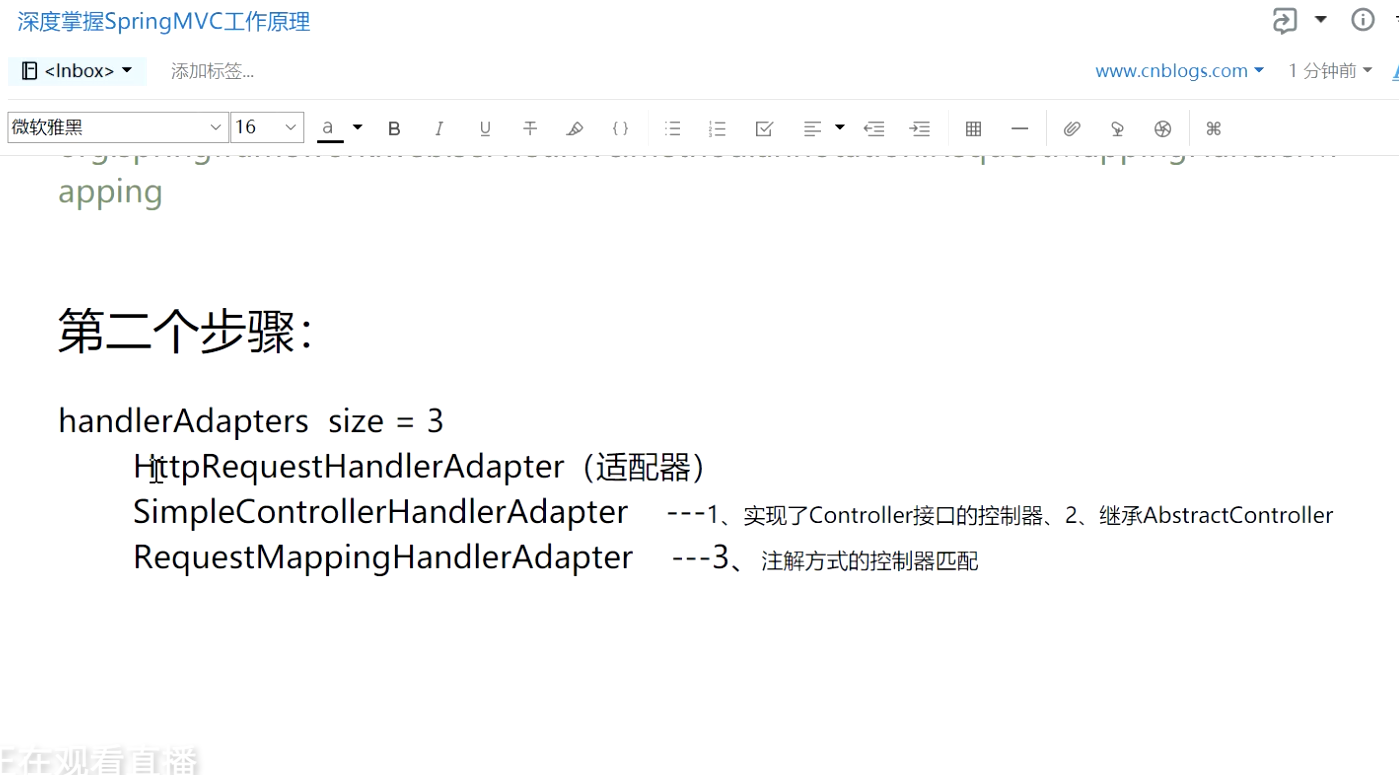 深度掌握SpringMVC工作原理
<Inbox> 添加标签... www.cnblogs.com 1 分钟前
微软雅黑 16 a B I U
apping
第二个步骤：
handlerAdapters size = 3
HttpRequestHandlerAdapter（适配器）
SimpleControllerHandlerAdapter ---1、实现了Controller接口的控制器、2、继承AbstractController
RequestMappingHandlerAdapter ---3、 注解方式的控制器匹配
在观看直播